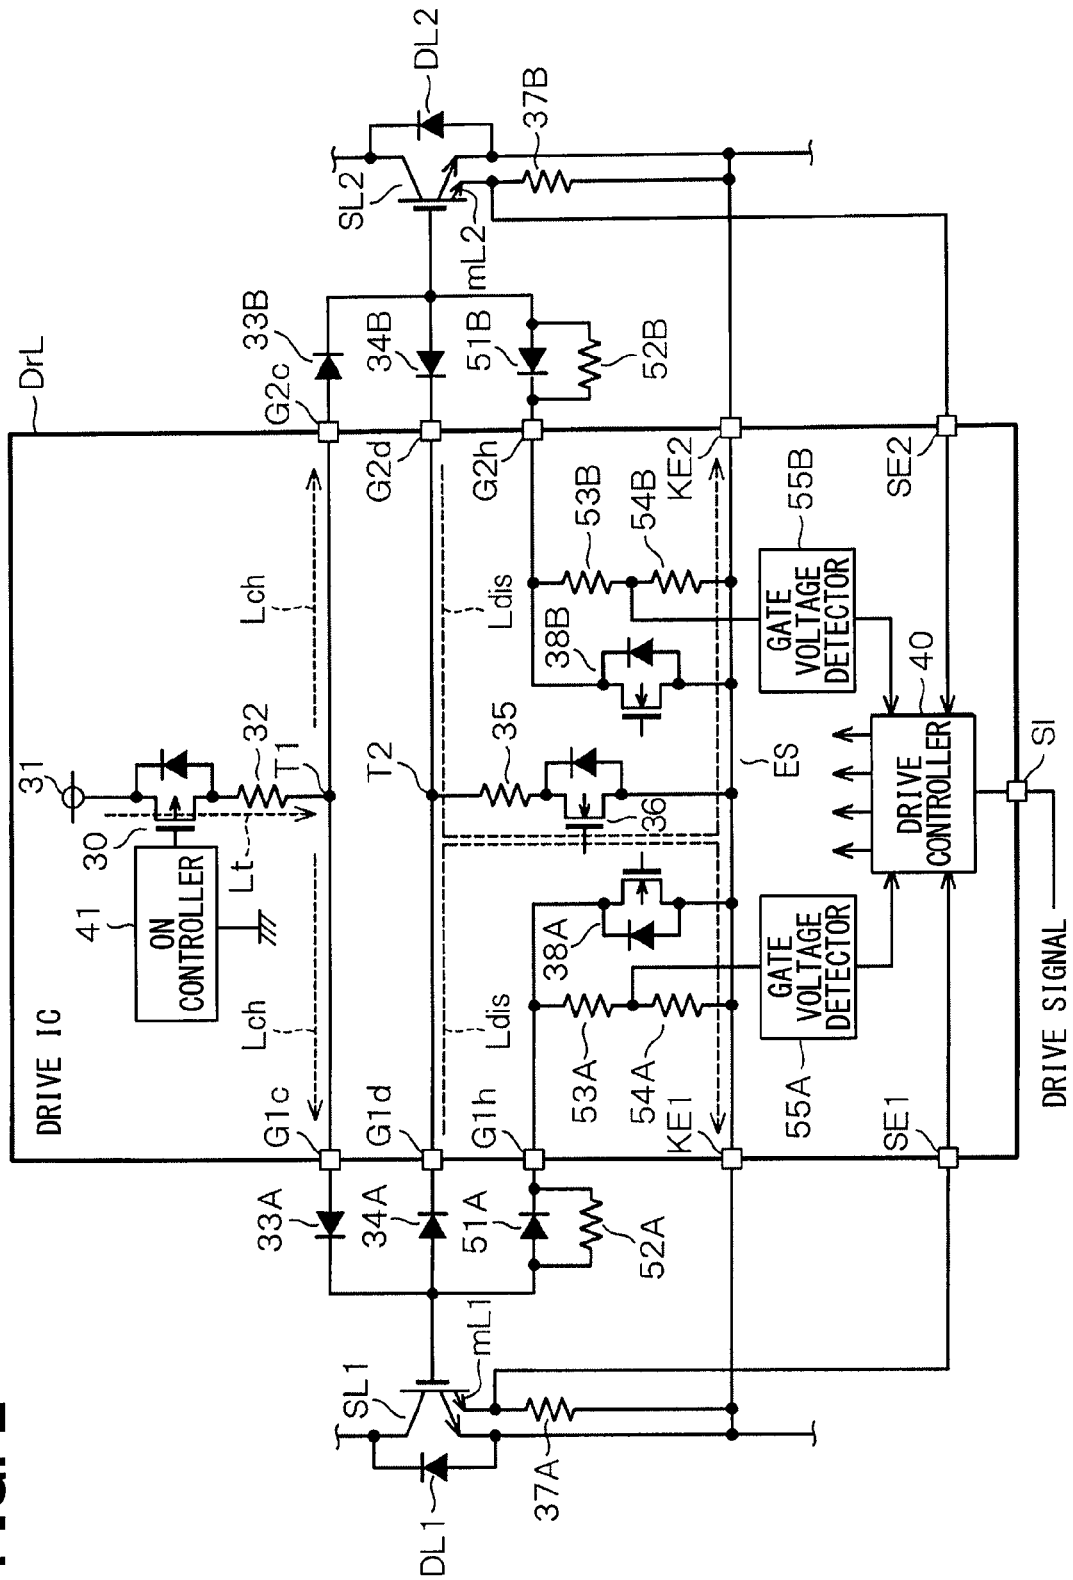 DrL
DRIVE IC
41
ON
CONTROLLER
30
31
32
Lt
T1
Lch
Lch
G1c
G2c
33A
33B
SL1
SL2
DL1
DL2
mL1
mL2
34A
G1d
T2
G2d
34B
51A
G1h
Ldis
35
Ldis
G2h
51B
52A
52B
38A
36
38B
53A
53B
54A
54B
37A
37B
KE1
ES
KE2
55A
GATE
VOLTAGE
DETECTOR
GATE
VOLTAGE
DETECTOR
55B
40
DRIVE
CONTROLLER
SE1
SE2
SI
DRIVE SIGNAL